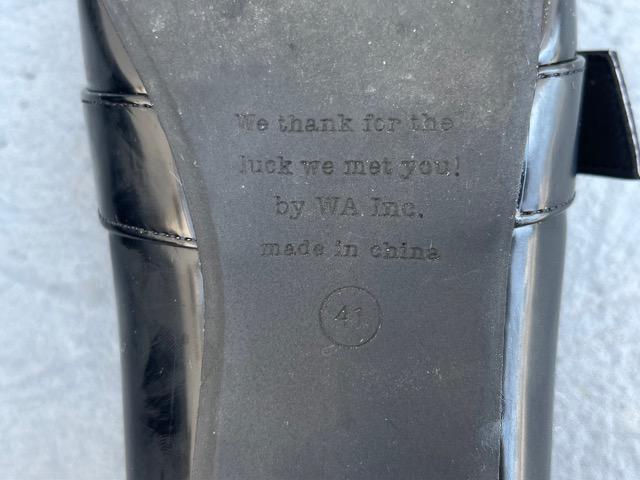 We thank for the
luck we met you!
by WA Inc.
made in china
41